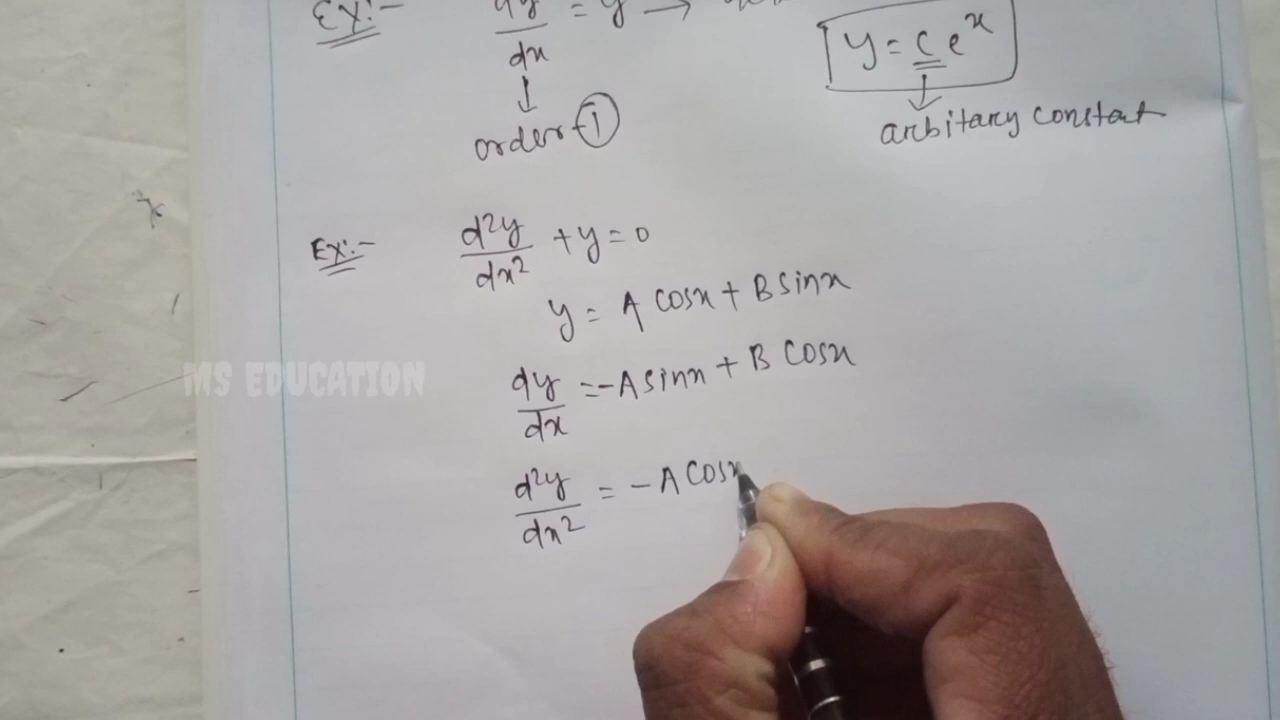 Ex:- dy/dx = y →
y = c e^x
order-①
arbitary constat
Ex:- d²y/dx² + y = 0
y = A cosx + B sinx
dy/dx = -A sinx + B cosx
MS EDUCATION
d²y/dx² = - A cosx